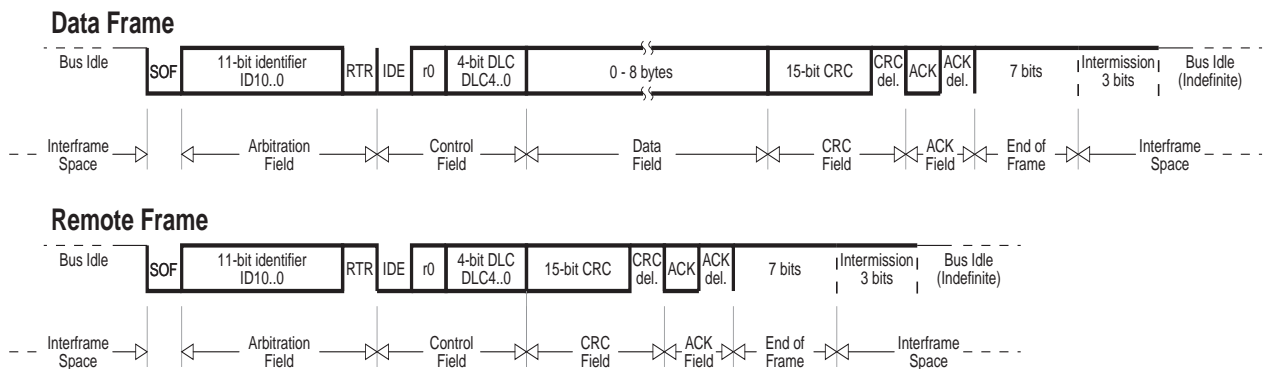 Data Frame
Bus Idle
SOF
11-bit identifier
ID10..0
RTR
IDE
r0
4-bit DLC
DLC4..0
0 - 8 bytes
15-bit CRC
CRC
del.
ACK
ACK
del.
7 bits
Intermission
3 bits
Bus Idle
(Indefinite)
Interframe
Space
Arbitration
Field
Control
Field
Data
Field
CRC
Field
ACK
Field
End of
Frame
Interframe
Space
Remote Frame
Bus Idle
SOF
11-bit identifier
ID10..0
RTR
IDE
r0
4-bit DLC
DLC4..0
15-bit CRC
CRC
del.
ACK
ACK
del.
7 bits
Intermission
3 bits
Bus Idle
(Indefinite)
Interframe
Space
Arbitration
Field
Control
Field
CRC
Field
ACK
Field
End of
Frame
Interframe
Space